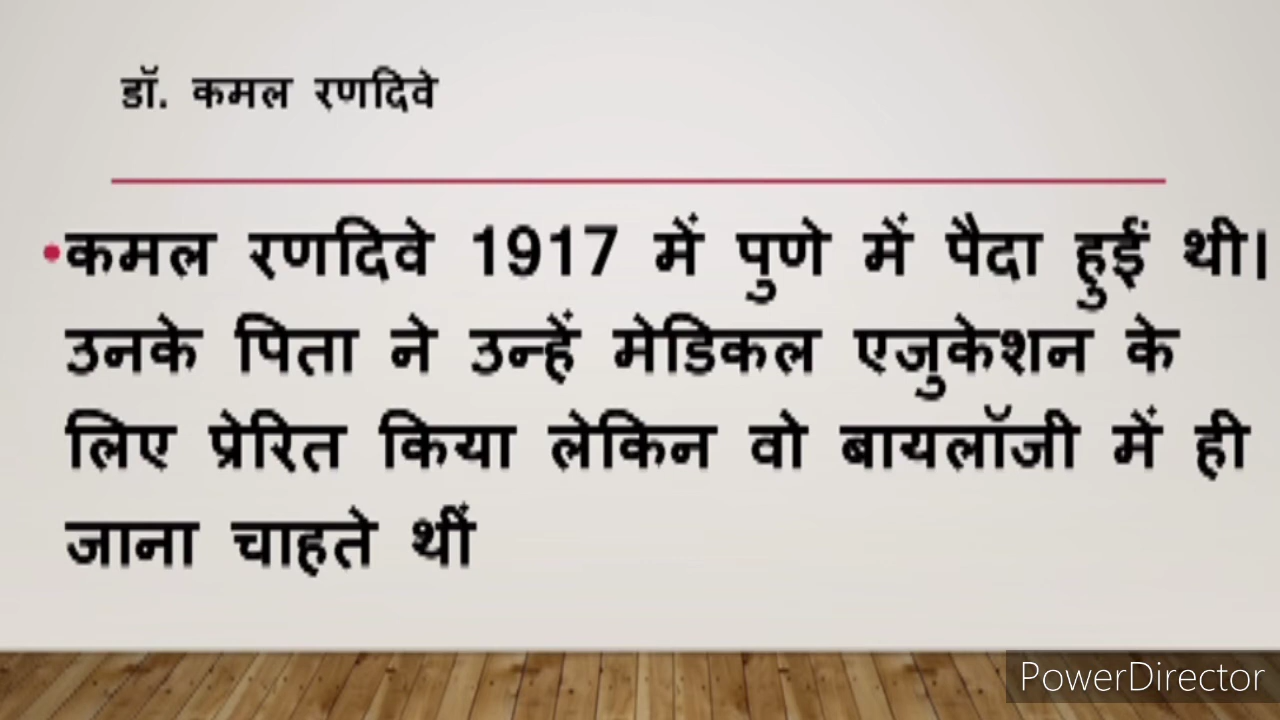 डॉ. कमल रणदिवे
•कमल रणदिवे 1917 में पुणे में पैदा हुईं थी।
उनके पिता ने उन्हें मेडिकल एजुकेशन के
लिए प्रेरित किया लेकिन वो बायलॉजी में ही
जाना चाहते थीं
PowerDirector